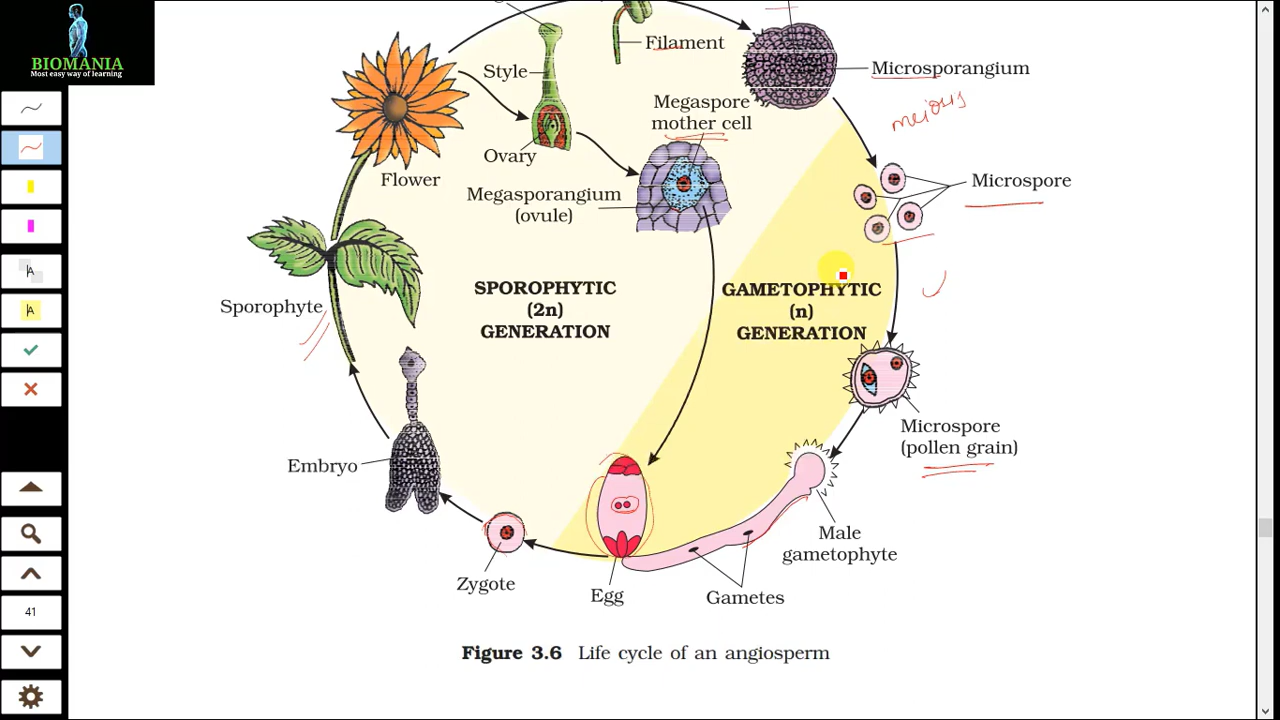 BIOMANIA
Most easy way of learning
Filament
Style
Microsporangium
Megaspore
mother cell
meiosis
Ovary
Flower
Megasporangium
(ovule)
Microspore
SPOROPHYTIC
(2n)
GENERATION
GAMETOPHYTIC
(n)
GENERATION
Sporophyte
Microspore
(pollen grain)
Embryo
Male
gametophyte
Zygote
Egg
Gametes
A
A
41
Figure 3.6 Life cycle of an angiosperm